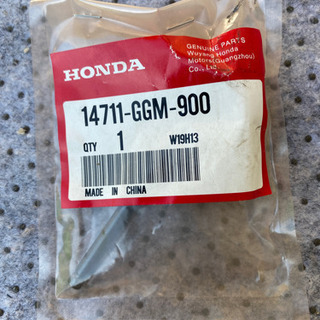 GENUINE PARTS
Wuyang Honda
Motors(Guangzhou)
Co., Ltd.
HONDA
14711-GGM-900
QTY 1 W19H13
MADE IN CHINA